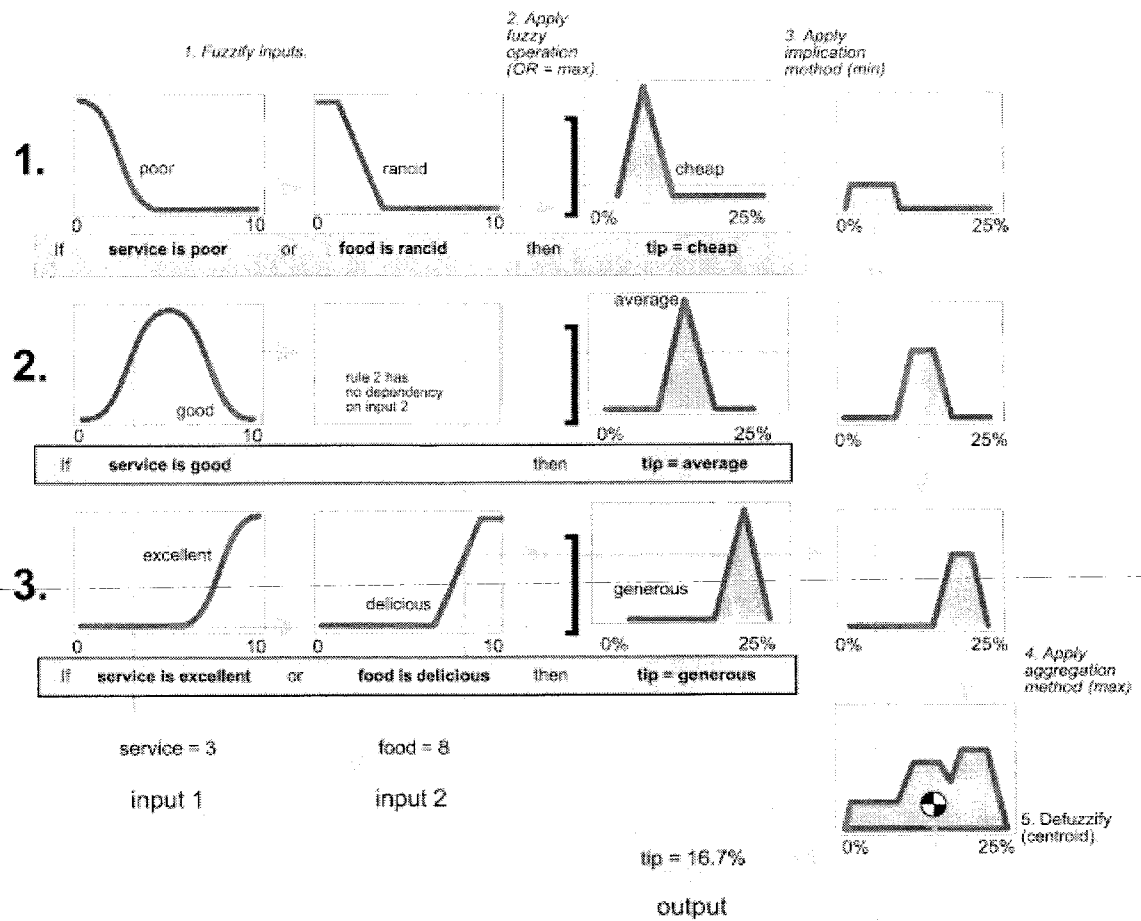 1. Fuzzify inputs.
2. Apply
fuzzy
operation
(OR = max).
3. Apply
implication
method (min)
1.
poor
rancid
cheap
0
10
0
10
0%
25%
0%
25%
If service is poor or food is rancid then tip = cheap
2.
good
rule 2 has
no dependency
on input 2
average
0
10
0%
25%
0%
25%
If service is good then tip = average
3.
excellent
delicious
generous
0
10
0
10
0%
25%
0%
25%
If service is excellent or food is delicious then tip = generous
4. Apply
aggregation
method (max)
service = 3
food = 8
input 1
input 2
0%
25%
5. Defuzzify
(centroid).
tip = 16.7%
output